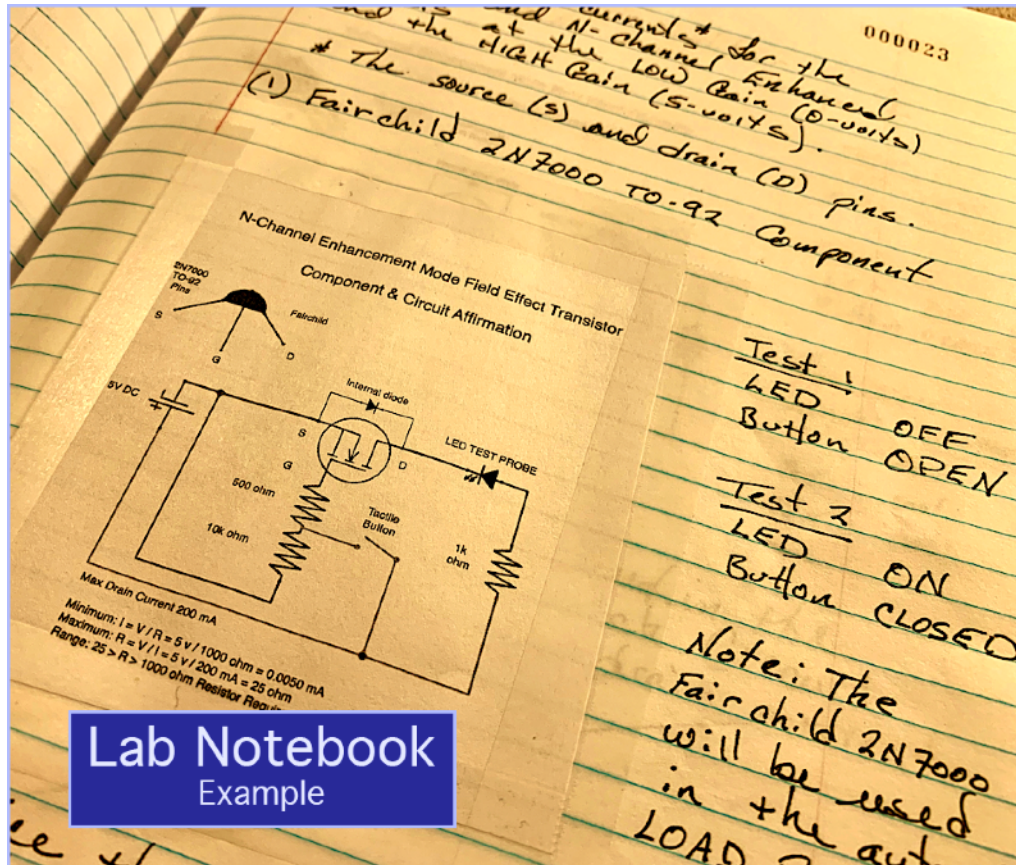 000023
currents* for the
and N-Channel Enhanced
at the LOW Gain (0-volts)
and the HIGH Gain (5-volts).
* The source (S) and drain (D) pins.
(1) Fairchild 2N7000 TO-92 Component
N-Channel Enhancement Mode Field Effect Transistor
Component & Circuit Affirmation
2N7000
TO-92
Pins
Fairchild
S
G
D
5V DC
+
Internal diode
S
G
D
LED TEST PROBE
500 ohm
10k ohm
Tactile
Button
1k
ohm
Max Drain Current 200 mA
Minimum: I = V / R = 5 v / 1000 ohm = 0.0050 mA
Maximum: R = V / I = 5 v / 200 mA = 25 ohm
Range: 25 > R > 1000 ohm Resistor
Test 1
LED OFF
Button OPEN
Test 2
LED ON
Button CLOSED
Note: The
Fairchild 2N7000
will be used
in the
LOAD
Lab Notebook
Example